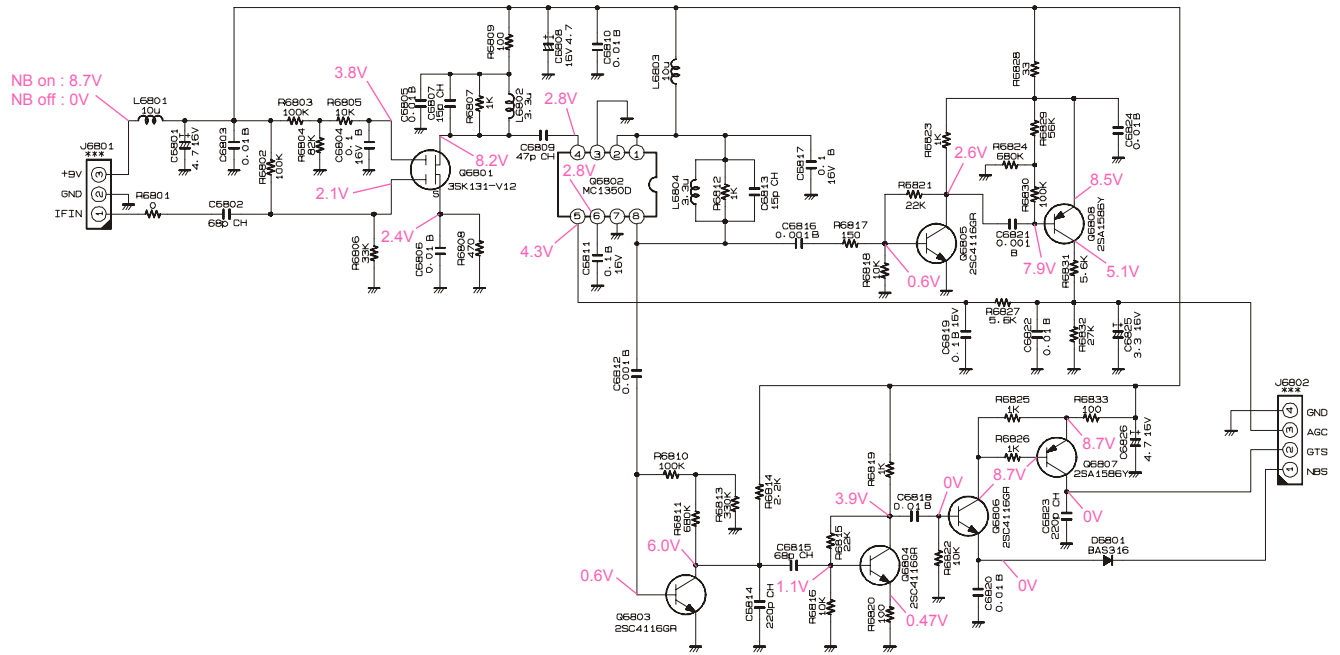 NB on : 8.7V
NB off : 0V
L6801
10u
J6801
***
+9V
GND
IFIN
3
2
1
C6801
4.7 16V
C6803
0.01 B
R6802
100K
R6803
100K
R6804
82K
R6805
10K
C6804
0.1 B
16V
3.8V
R6801
0
C6802
68p CH
2.1V
R6806
33K
2.4V
C6806
0.01 B
R6808
470
Q6801
3SK131-V12
S
8.2V
C6805
0.01B
C6807
15p CH
R6807
1K
L6802
3.3u
R6809
100
C6808
16V 4.7
C6810
0.01 B
L6803
10u
C6809
47p CH
2.8V
4
3
2
1
2.8V
Q6802
MC1350D
5
6
7
8
4.3V
C6811
0.1 B
16V
L6804
3.3u
R6812
1K
C6813
15p CH
C6817
0.1 B
16V
C6816
0.001 B
R6817
150
R6818
10K
0.6V
R6821
22K
R6823
1K
2.6V
Q6805
2SC4116GR
R6824
680K
R6828
33
R6829
56K
R6830
100K
C6824
0.01B
C6821
0.001
B
7.9V
8.5V
Q6808
2SA1586Y
5.1V
R6831
5.6K
R6827
5.6K
C6819
0.1 B 16V
C6822
0.01 B
R6832
27K
C6825
3.3 16V
C6812
0.001 B
R6810
100K
R6811
680K
R6813
330K
R6814
2.2K
6.0V
0.6V
Q6803
2SC4116GR
C6814
220p CH
C6815
68p CH
1.1V
R6815
22K
R6816
10K
R6819
1K
3.9V
C6818
0.01 B
Q6804
2SC4116GR
R6820
100
0.47V
0V
R6822
10K
Q6806
2SC4116GR
8.7V
C6820
0.01 B
0V
R6825
1K
R6826
1K
R6833
100
8.7V
Q6807
2SA1586Y
C6826
4.7 16V
C6823
220p CH
0V
D6801
BAS316
J6802
***
4
3
2
1
GND
AGC
GTS
NBS